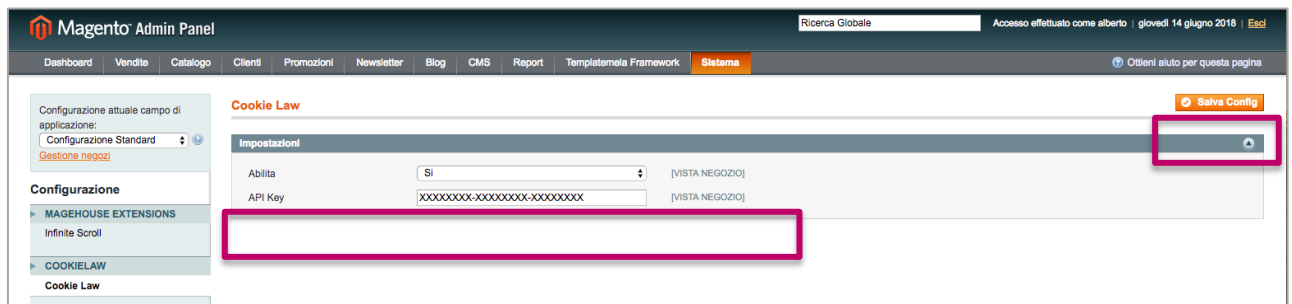 Magento Admin Panel
Ricerca Globale
Accesso effettuato come alberto | giovedì 14 giugno 2018 | Esci
Dashboard Vendite Catalogo Clienti Promozioni Newsletter Blog CMS Report Templatemela Framework Sistema
Ottieni aiuto per questa pagina
Configurazione attuale campo di
applicazione:
Configurazione Standard
Gestione negozi
Configurazione
MAGEHOUSE EXTENSIONS
Infinite Scroll
COOKIELAW
Cookie Law
Cookie Law
Salva Config
Impostazioni
Abilita Si [VISTA NEGOZIO]
API Key XXXXXXXX-XXXXXXXX-XXXXXXXX [VISTA NEGOZIO]